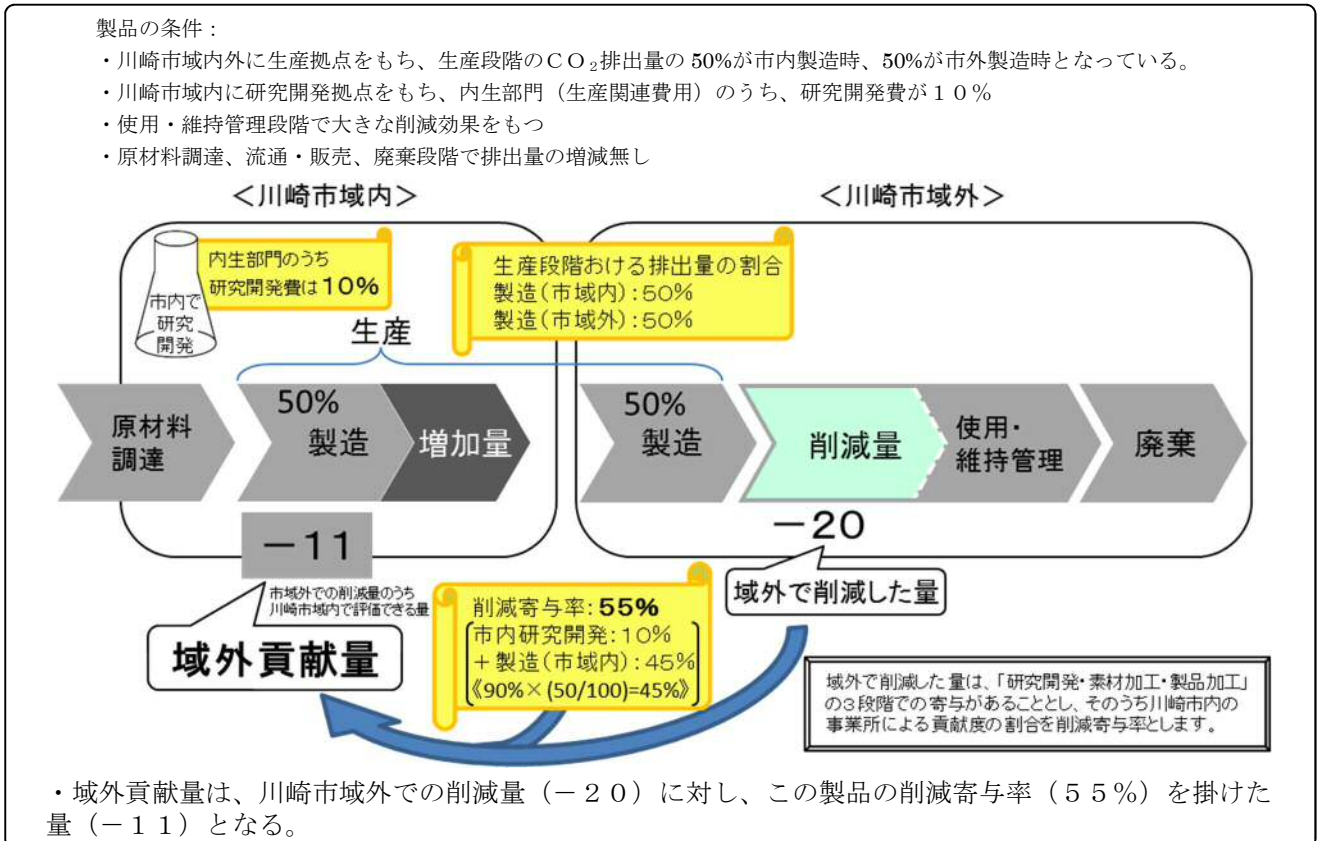 製品の条件：
・川崎市域内外に生産拠点をもち、生産段階のＣＯ₂排出量の 50%が市内製造時、50%が市外製造時となっている。
・川崎市域内に研究開発拠点をもち、内生部門（生産関連費用）のうち、研究開発費が１０％
・使用・維持管理段階で大きな削減効果をもつ
・原材料調達、流通・販売、廃棄段階で排出量の増減無し
＜川崎市域内＞
＜川崎市域外＞
市内で
研究
開発
内生部門のうち
研究開発費は10%
生産段階おける排出量の割合
製造(市域内):50%
製造(市域外):50%
生産
原材料
調達
50%
製造
増加量
50%
製造
削減量
使用・
維持管理
廃棄
－11
－20
市域外での削減量のうち
川崎市域内で評価できる量
域外貢献量
削減寄与率:55%
市内研究開発:10%
＋製造(市域内):45%
《90%×(50/100)=45%》
域外で削減した量
域外で削減した量は、「研究開発・素材加工・製品加工」
の３段階での寄与があることとし、そのうち川崎市内の
事業所による貢献度の割合を削減寄与率とします。
・域外貢献量は、川崎市域外での削減量（－２０）に対し、この製品の削減寄与率（５５％）を掛けた
量（－１１）となる。